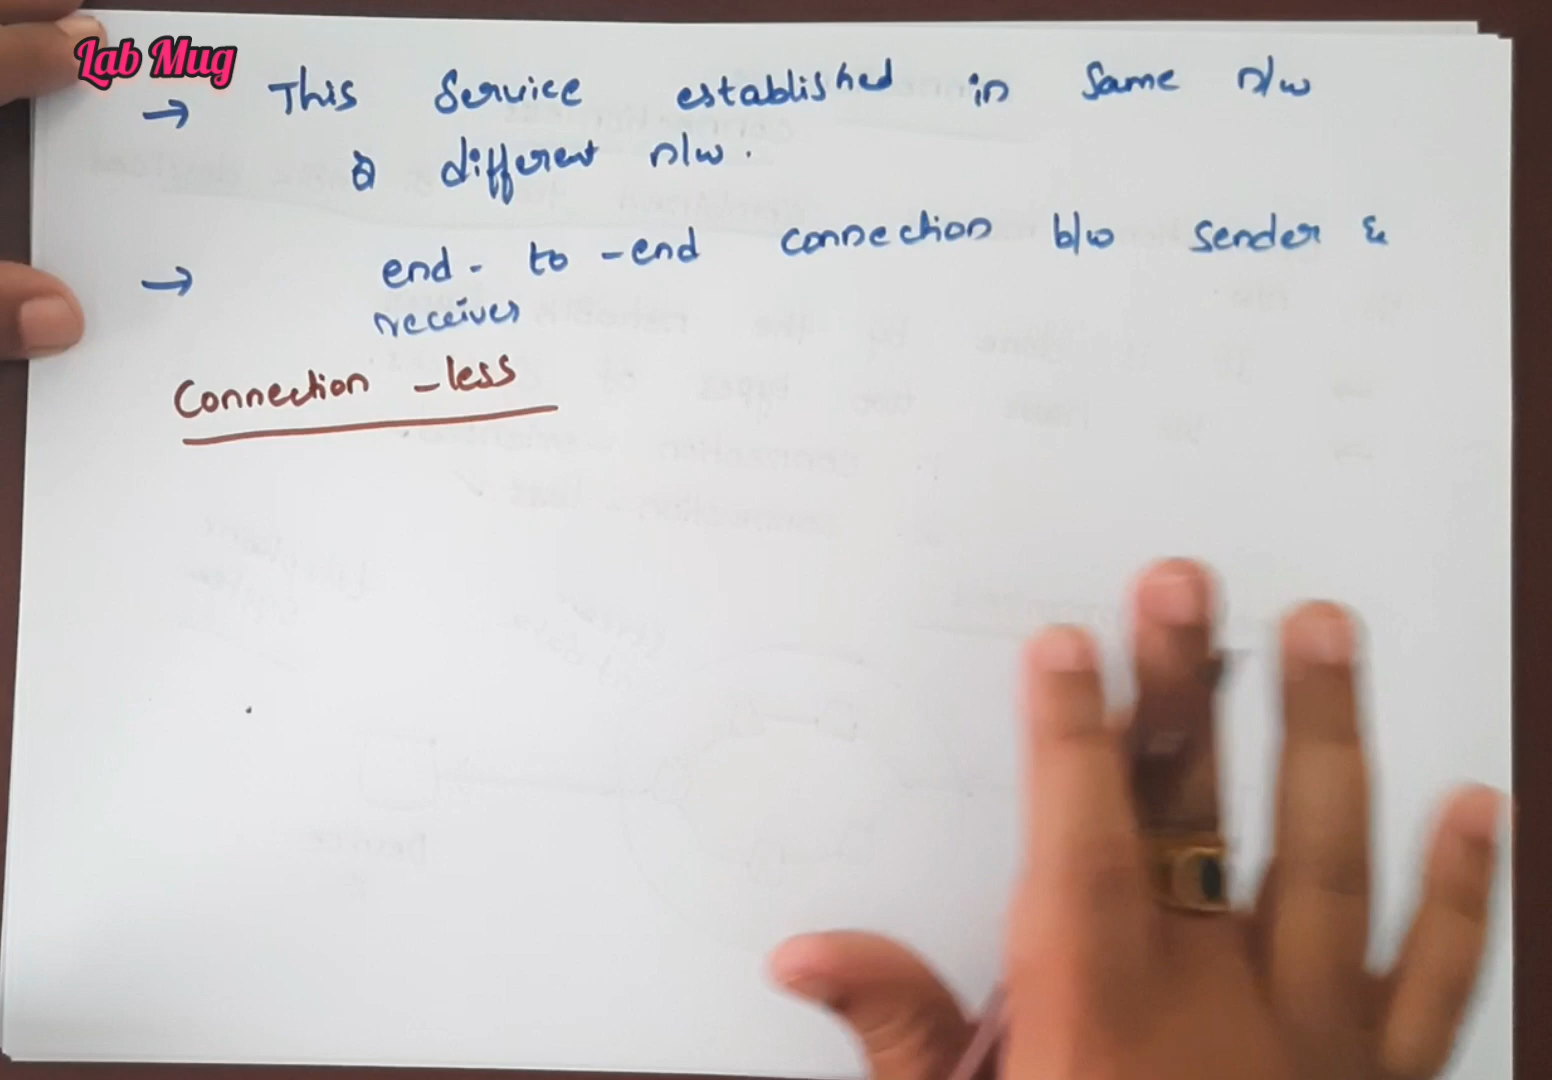 Lab Mug
→ This Service established in Same n/w
different n/w.
→ end - to - end connection b/w sender &
receiver
Connection - less